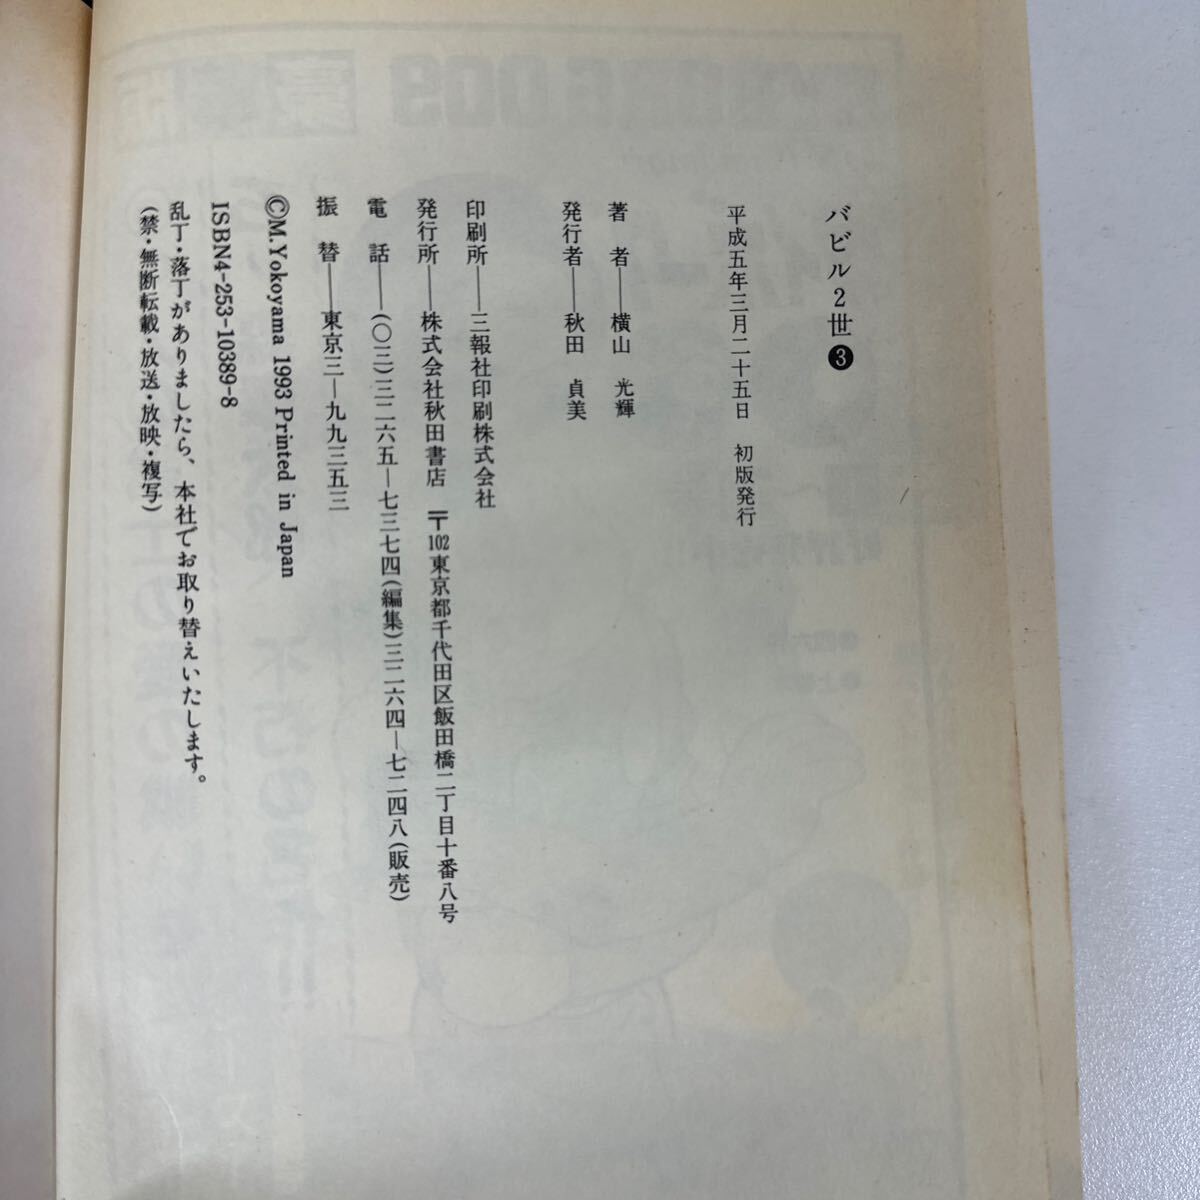 バビル2世❸
平成五年三月二十五日　初版発行
著　者――横山　光輝
発行者――秋田　貞美
印刷所――三報社印刷株式会社
発行所――株式会社秋田書店　〒102東京都千代田区飯田橋二丁目十番八号
電　話――(〇三)三二六五―七三七四(編集)三二六四―七二四八(販売)
振　替――東京三―九九三五三
©M.Yokoyama 1993 Printed in Japan
ISBN4-253-10389-8
乱丁・落丁がありましたら、本社でお取り替えいたします。
(禁・無断転載・放送・放映・複写)